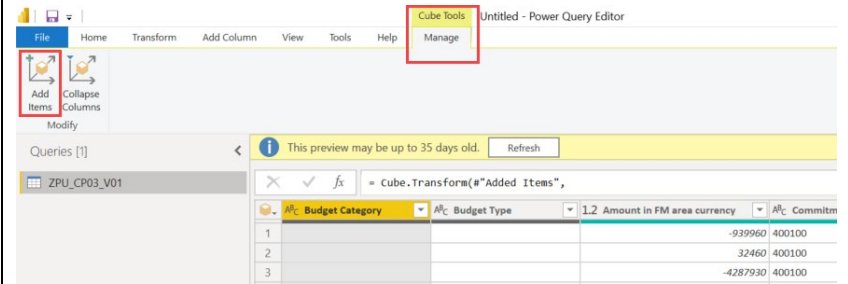 Cube Tools Untitled - Power Query Editor
File Home Transform Add Column View Tools Help Manage
Add Items Collapse Columns
Modify
Queries [1] < This preview may be up to 35 days old. Refresh
ZPU_CP03_V01 fx = Cube.Transform(#"Added Items",
ABC Budget Category ABC Budget Type 1.2 Amount in FM area currency ABC Commitm
1 -939960 400100
2 32460 400100
3 -4287930 400100